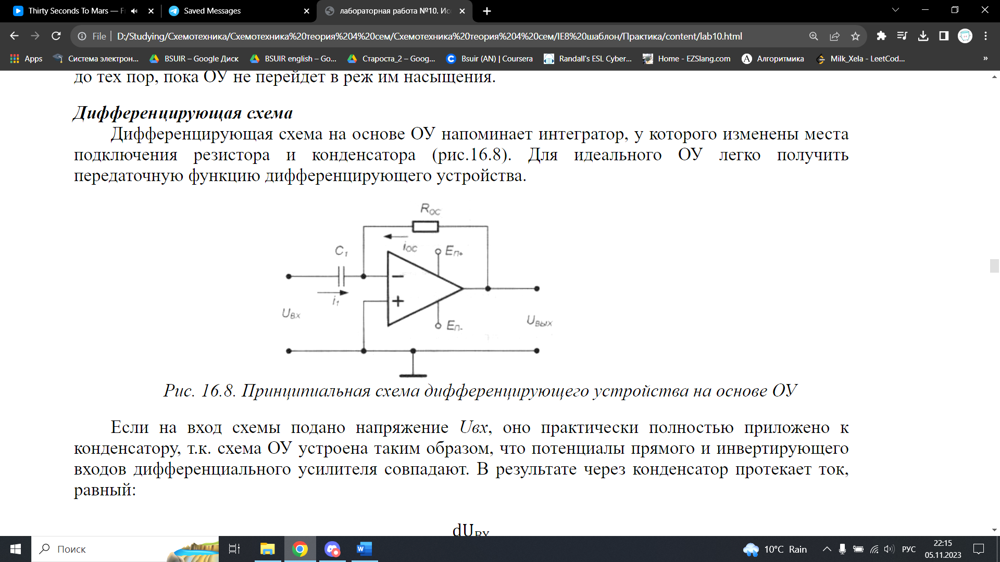 Thirty Seconds To Mars — F
Saved Messages
лабораторная работа №10. Ис
File
D:/Studying/Схемотехника/Схемотехника%20теория%204%20сем/Схемотехника%20теория%204%20сем/IE8%20шаблон/Практика/content/lab10.html
Apps
Система электрон...
BSUIR – Google Диск
BSUIR english – Go...
Староста_2 – Goog...
Bsuir (AN) | Coursera
Randall's ESL Cyber...
Home - EZSlang.com
Алгоритмика
Milk_Xela - LeetCod...
»
до тех пор, пока ОУ не перейдет в реж им насыщения.
Дифференцирующая схема
Дифференцирующая схема на основе ОУ напоминает интегратор, у которого изменены места
подключения резистора и конденсатора (рис.16.8). Для идеального ОУ легко получить
передаточную функцию дифференцирующего устройства.
Rос
iос
Eп+
C1
i1
Uвх
Eп-
Uвых
Рис. 16.8. Принципиальная схема дифференцирующего устройства на основе ОУ
Если на вход схемы подано напряжение Uвх, оно практически полностью приложено к
конденсатору, т.к. схема ОУ устроена таким образом, что потенциалы прямого и инвертирующего
входов дифференциального усилителя совпадают. В результате через конденсатор протекает ток,
равный:
dUвх
Поиск
10°C Rain
РУС
22:15
05.11.2023